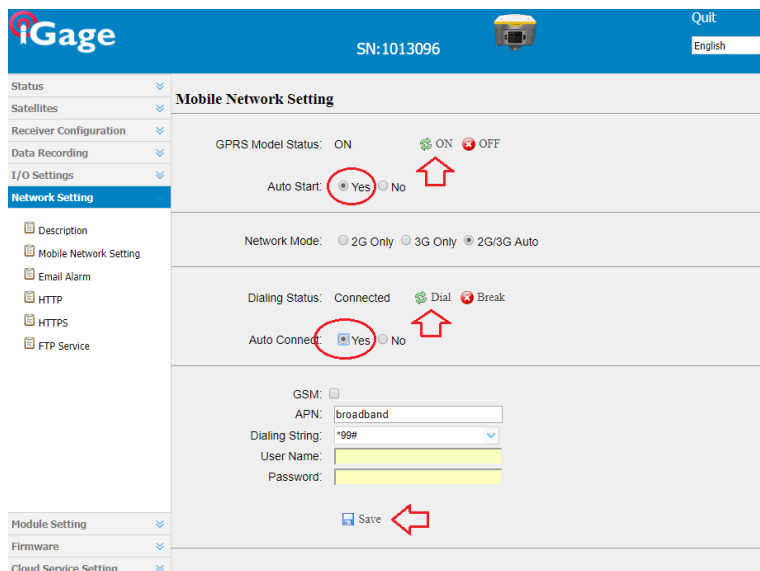 iGage
SN:1013096
Quit
English
Status
Satellites
Receiver Configuration
Data Recording
I/O Settings
Network Setting
Description
Mobile Network Setting
Email Alarm
HTTP
HTTPS
FTP Service
Module Setting
Firmware
Cloud Service Setting
Mobile Network Setting
GPRS Model Status: ON ON OFF
Auto Start: Yes No
Network Mode: 2G Only 3G Only 2G/3G Auto
Dialing Status: Connected Dial Break
Auto Connect: Yes No
GSM:
APN: broadband
Dialing String: *99#
User Name:
Password:
Save